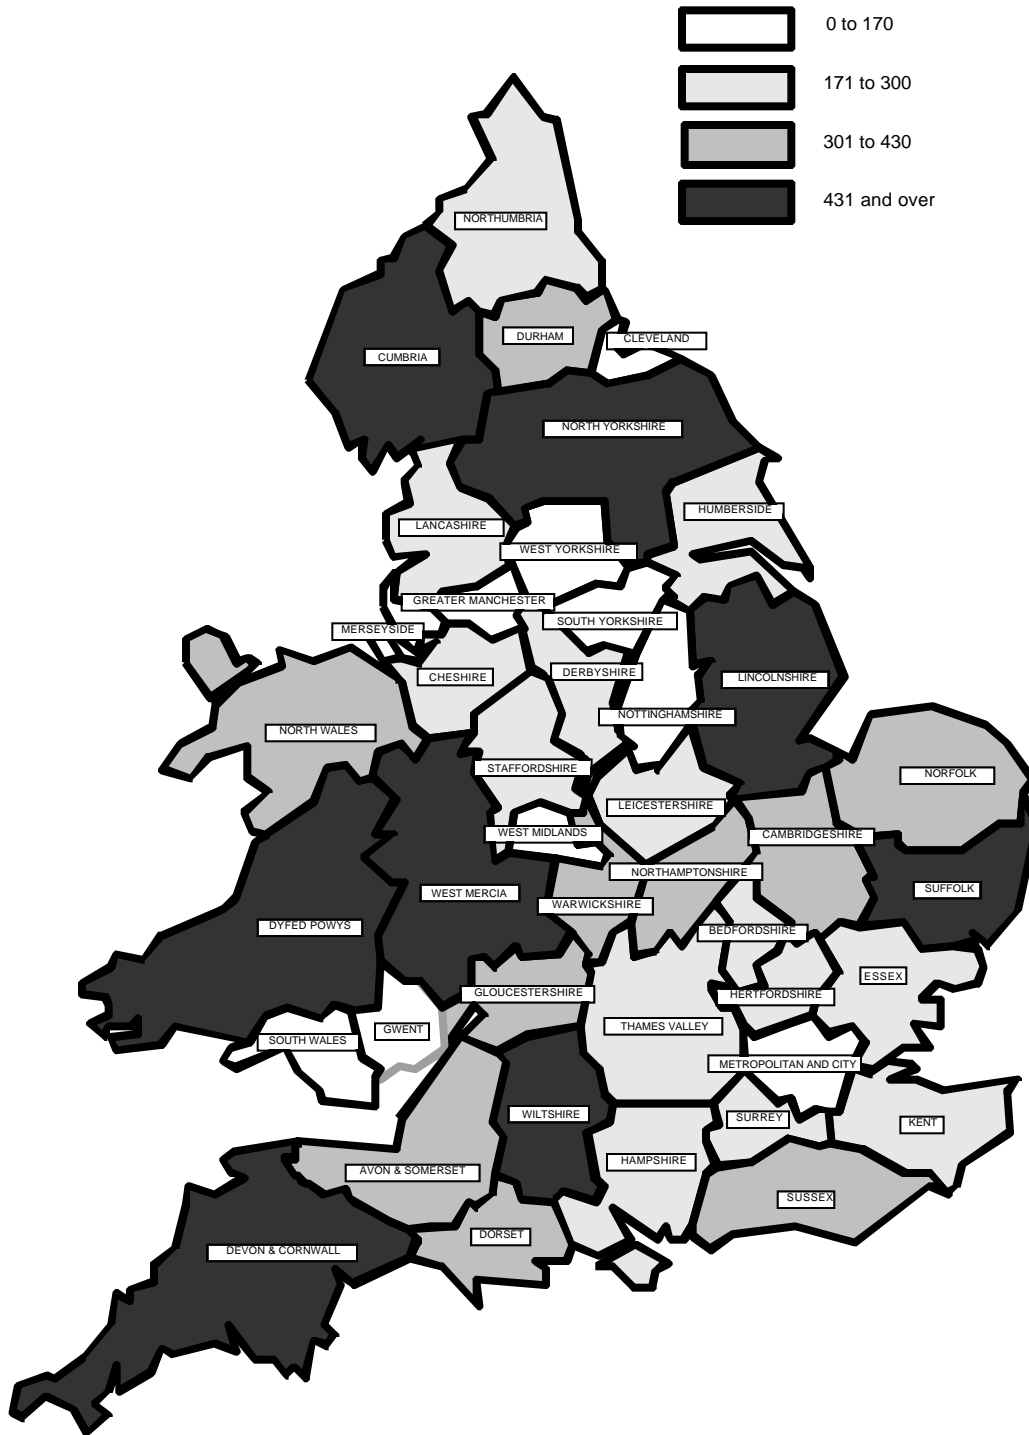 0 to 170
171 to 300
301 to 430
431 and over
NORTHUMBRIA
DURHAM
CLEVELAND
CUMBRIA
NORTH YORKSHIRE
HUMBERSIDE
LANCASHIRE
WEST YORKSHIRE
GREATER MANCHESTER
SOUTH YORKSHIRE
MERSEYSIDE
CHESHIRE
DERBYSHIRE
LINCOLNSHIRE
NOTTINGHAMSHIRE
NORTH WALES
STAFFORDSHIRE
NORFOLK
LEICESTERSHIRE
WEST MIDLANDS
CAMBRIDGESHIRE
NORTHAMPTONSHIRE
WEST MERCIA
SUFFOLK
WARWICKSHIRE
DYFED POWYS
BEDFORDSHIRE
ESSEX
GLOUCESTERSHIRE
HERTFORDSHIRE
GWENT
THAMES VALLEY
SOUTH WALES
METROPOLITAN AND CITY
WILTSHIRE
SURREY
KENT
HAMPSHIRE
AVON & SOMERSET
SUSSEX
DORSET
DEVON & CORNWALL